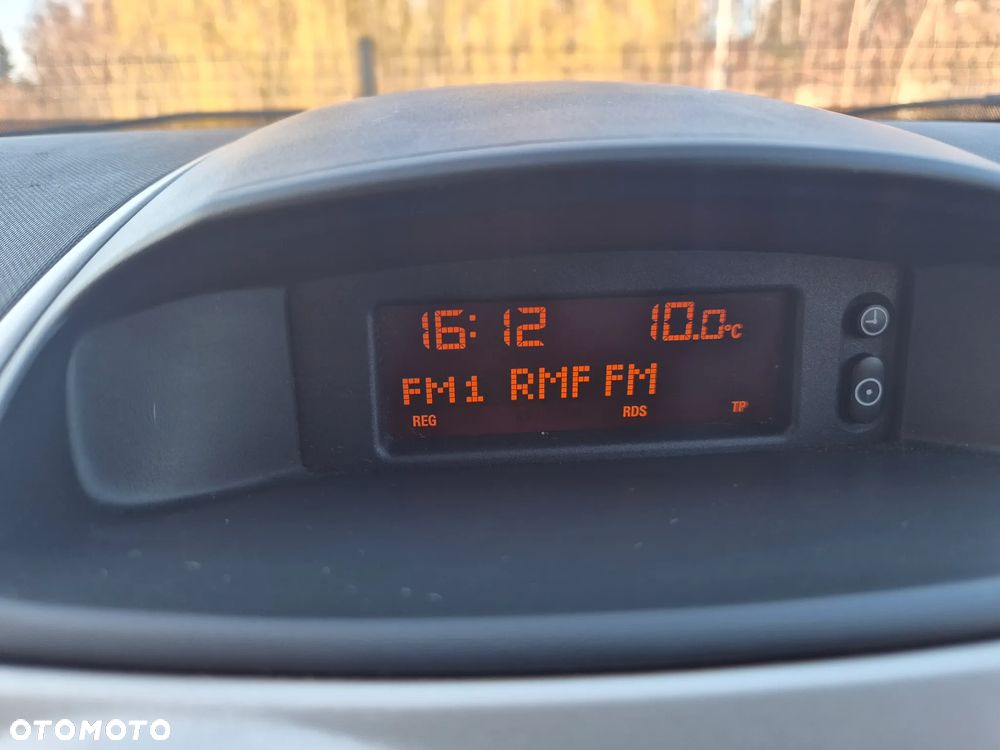 16:12 10.0°C
FM1 RMF FM
REG RDS TP
OTOMOTO